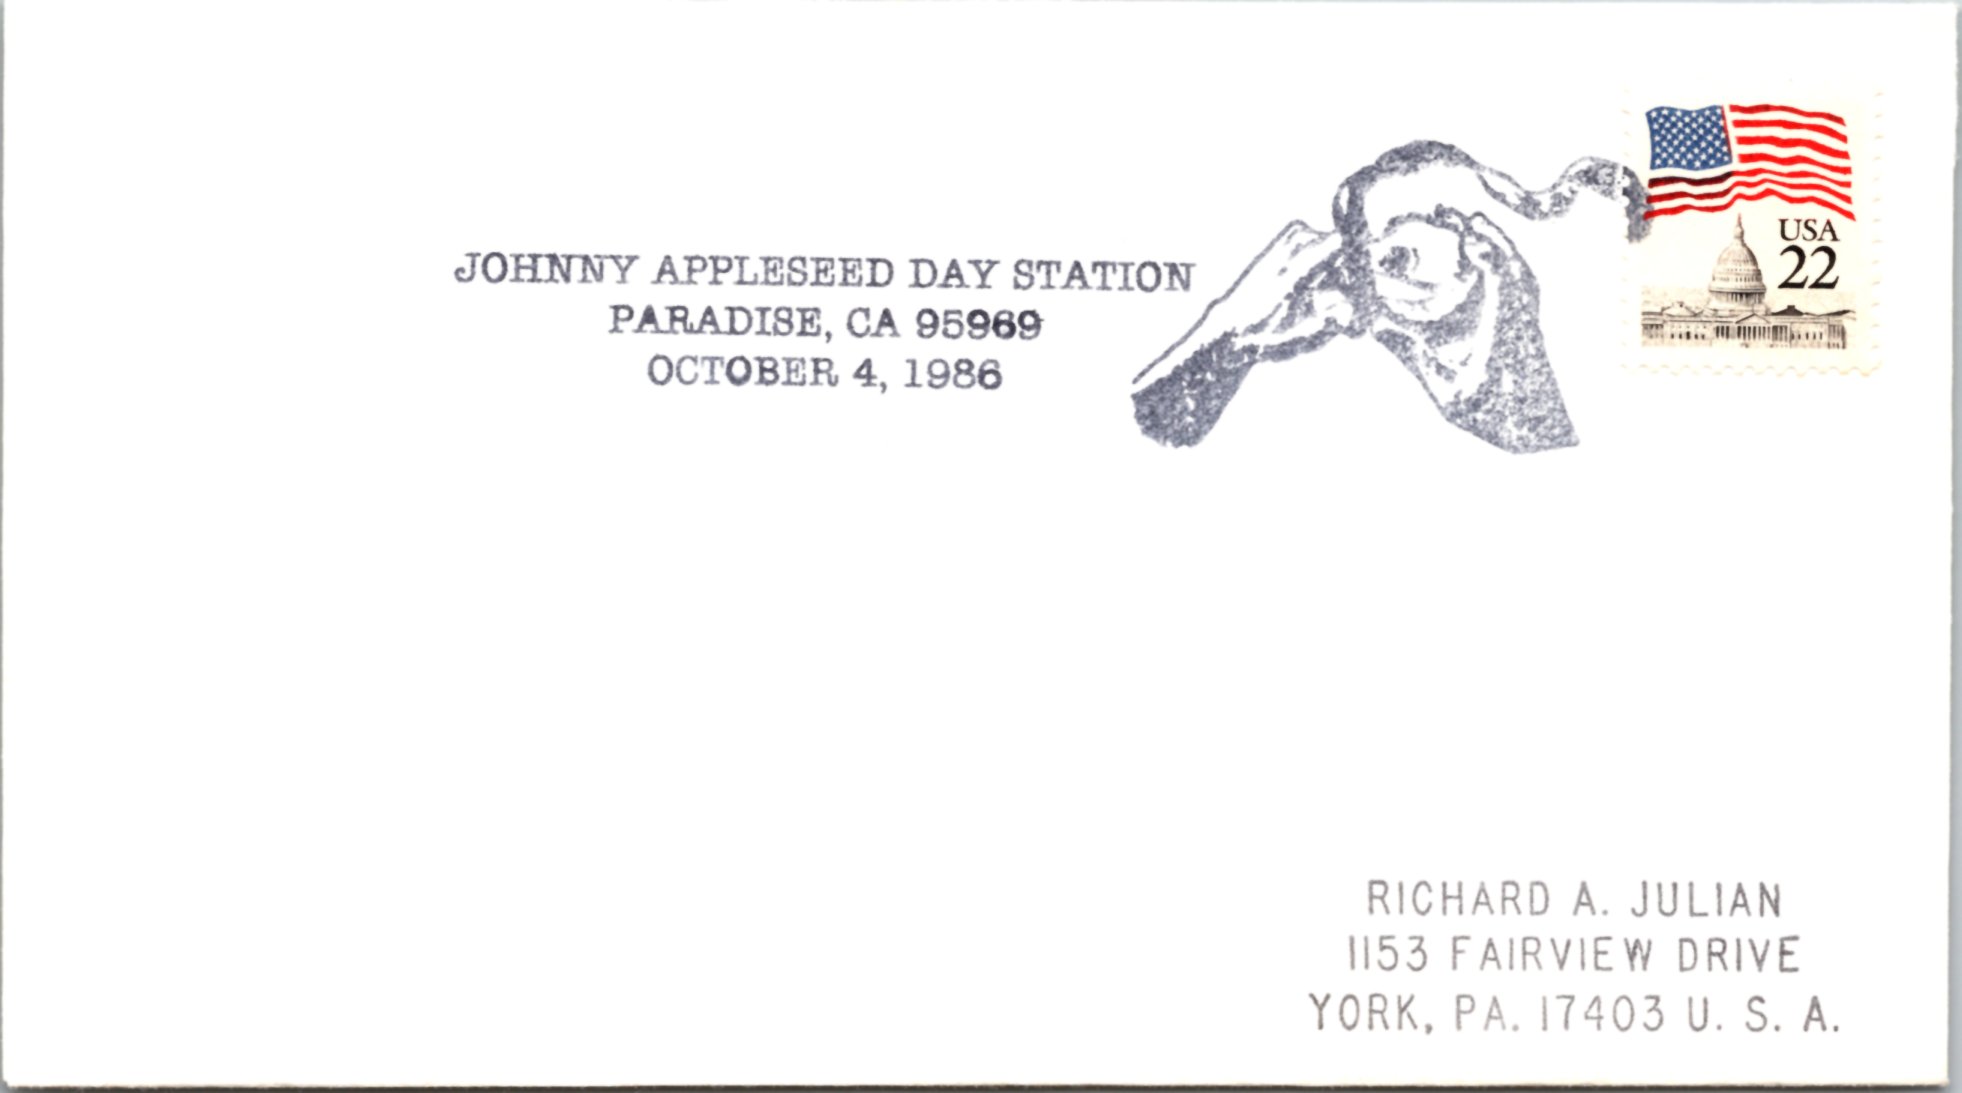 JOHNNY APPLESEED DAY STATION
PARADISE, CA 95969
OCTOBER 4, 1986
USA
22
RICHARD A. JULIAN
1153 FAIRVIEW DRIVE
YORK, PA. 17403 U. S. A.